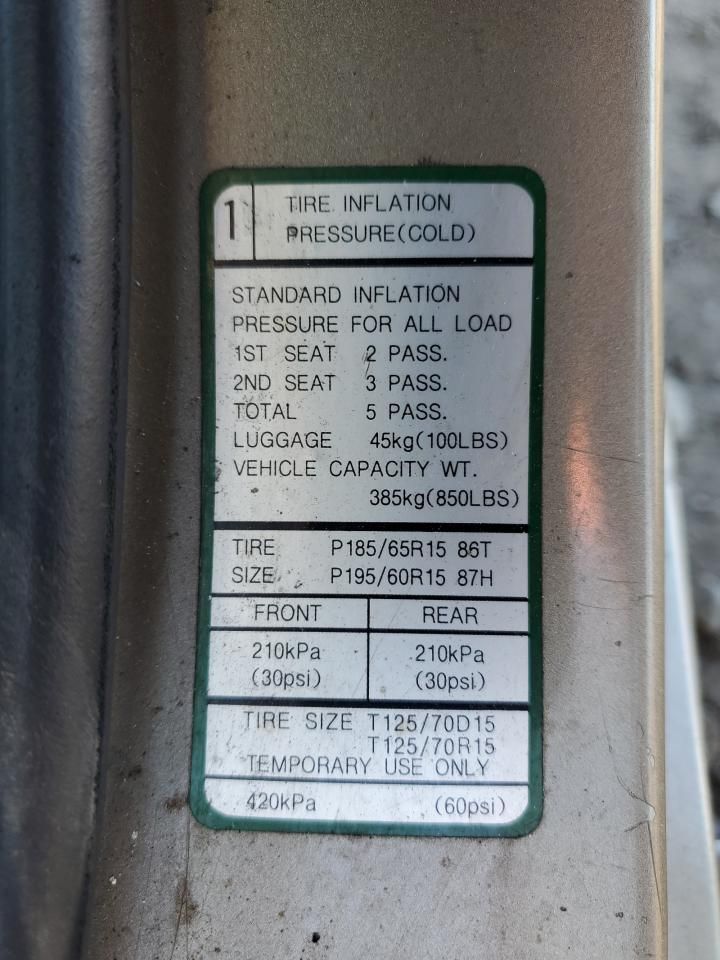 1 TIRE INFLATION
PRESSURE(COLD)
STANDARD INFLATION
PRESSURE FOR ALL LOAD
1ST SEAT 2 PASS.
2ND SEAT 3 PASS.
TOTAL 5 PASS.
LUGGAGE 45kg(100LBS)
VEHICLE CAPACITY WT.
385kg(850LBS)
TIRE P185/65R15 86T
SIZE P195/60R15 87H
FRONT REAR
210kPa 210kPa
(30psi) (30psi)
TIRE SIZE T125/70D15
T125/70R15
TEMPORARY USE ONLY
420kPa (60psi)